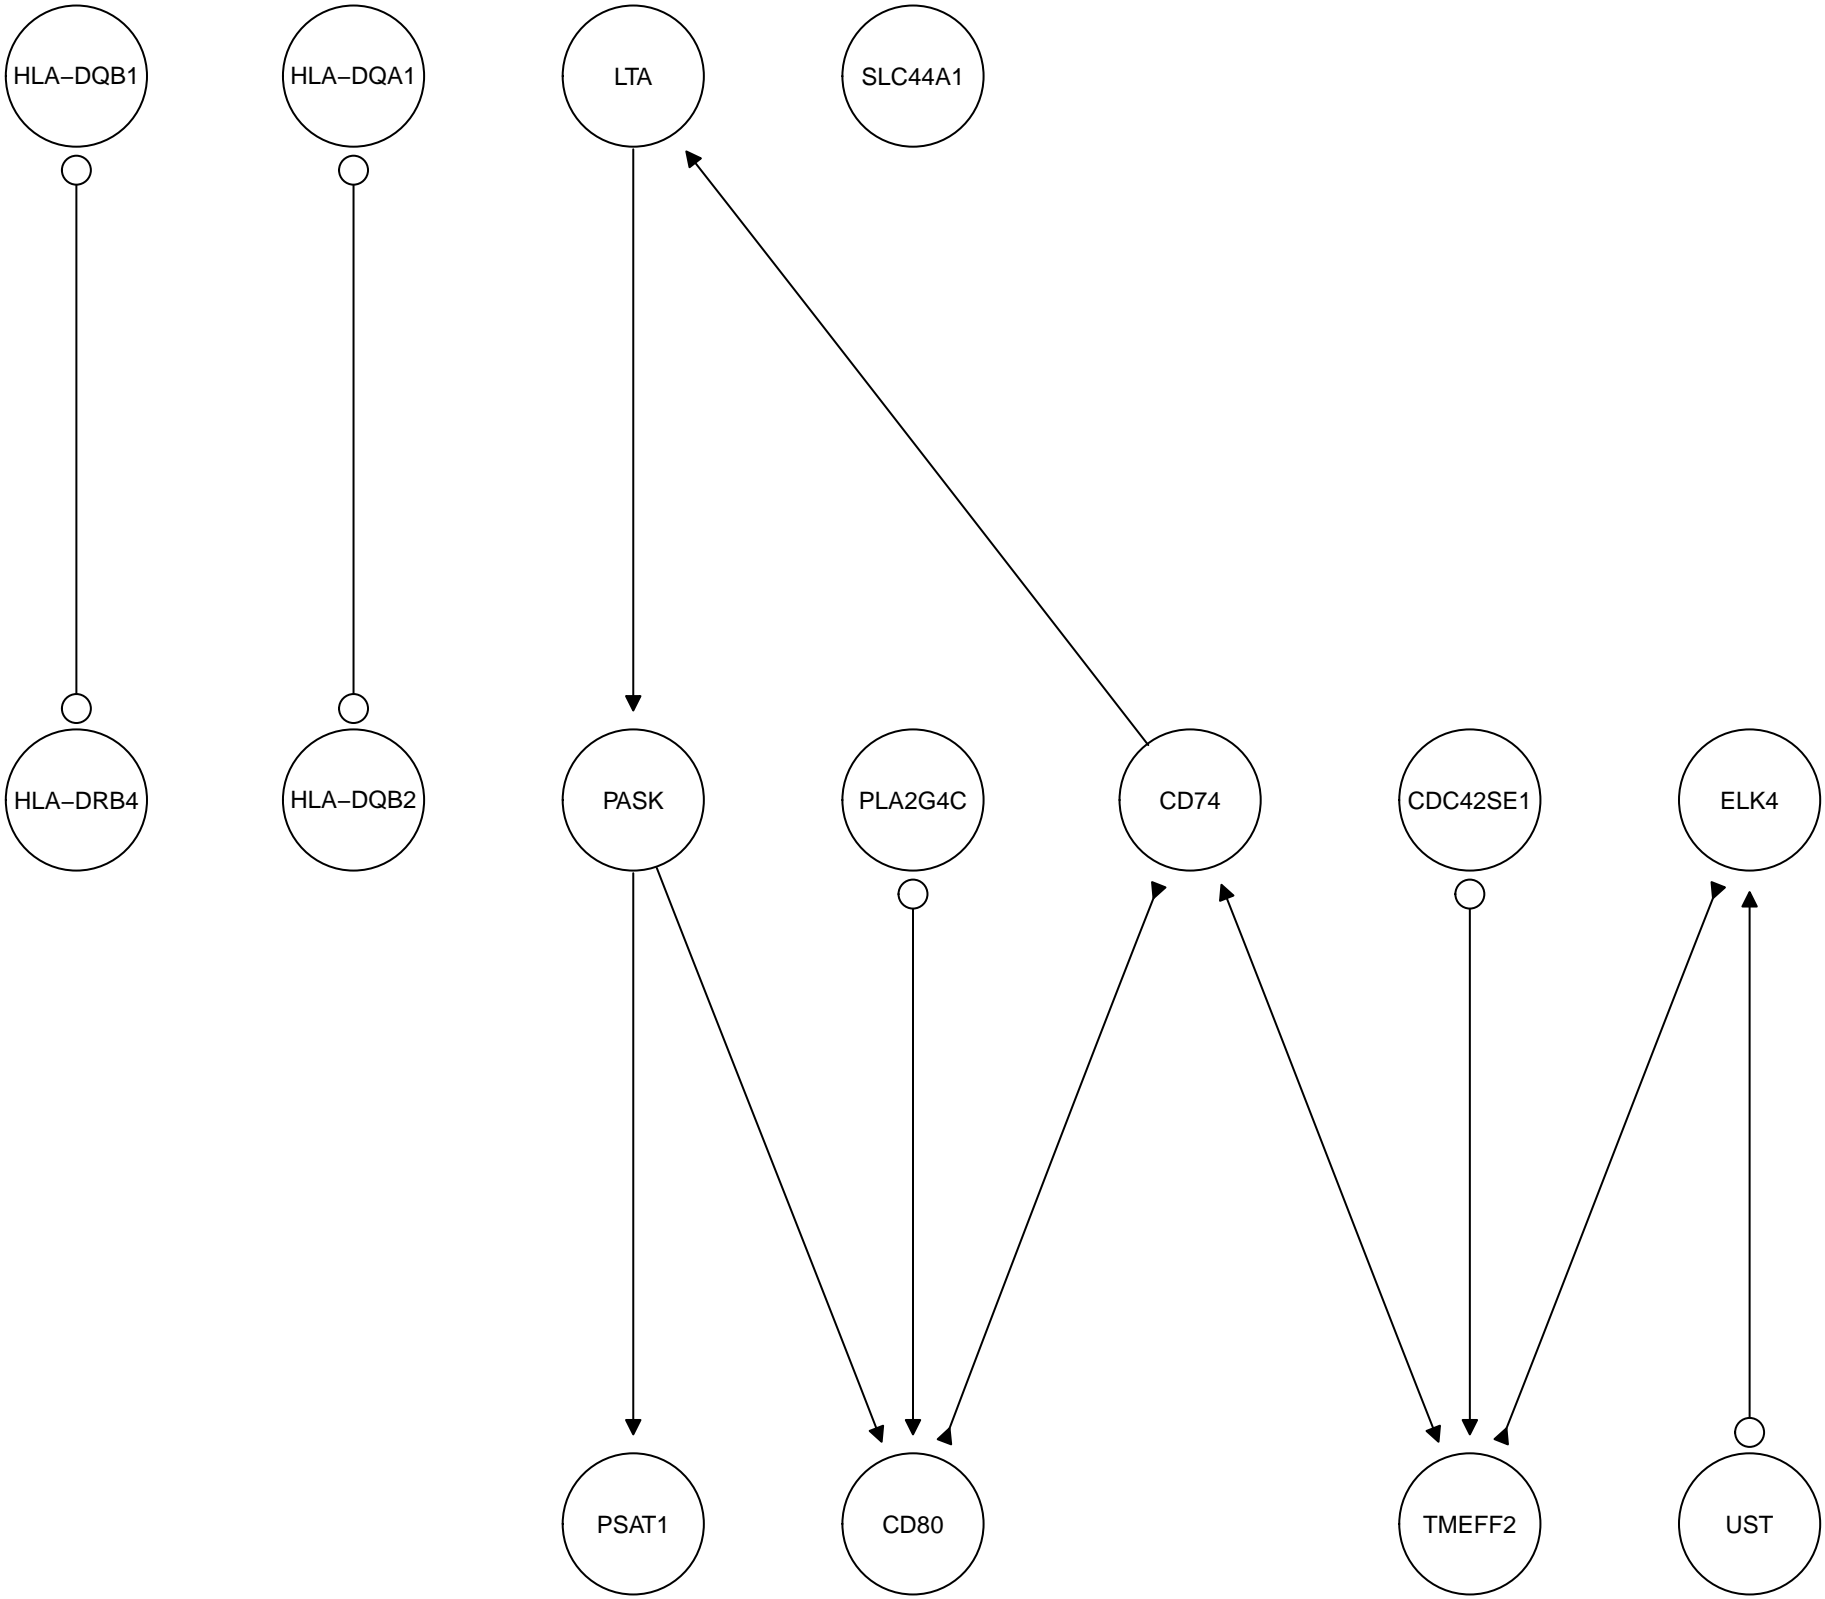 HLA−DQB1
HLA−DQA1
LTA
SLC44A1
HLA−DRB4
HLA−DQB2
PASK
PLA2G4C
CD74
CDC42SE1
ELK4
PSAT1
CD80
TMEFF2
UST